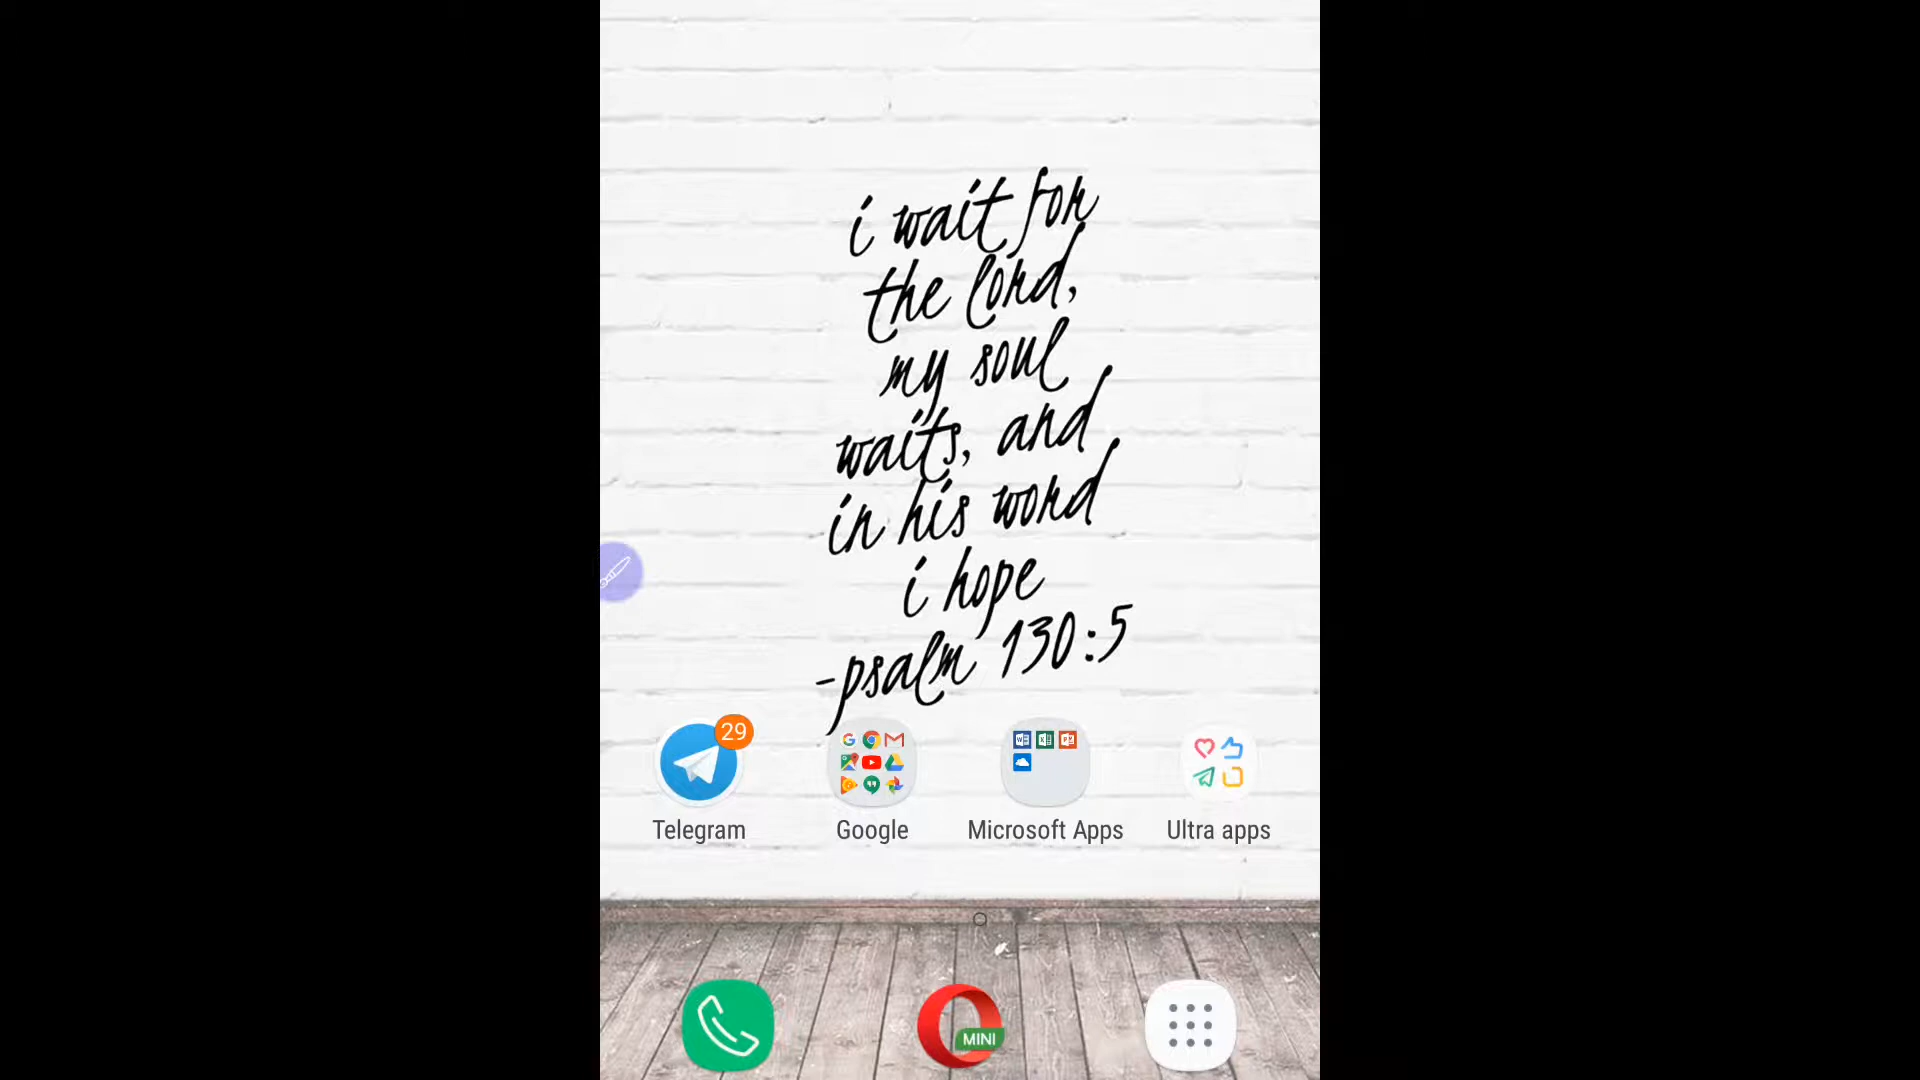 i wait for
the lord,
my soul
waits, and
in his word
i hope
-psalm 130:5
29
Telegram
Google
Microsoft Apps
Ultra apps
MINI